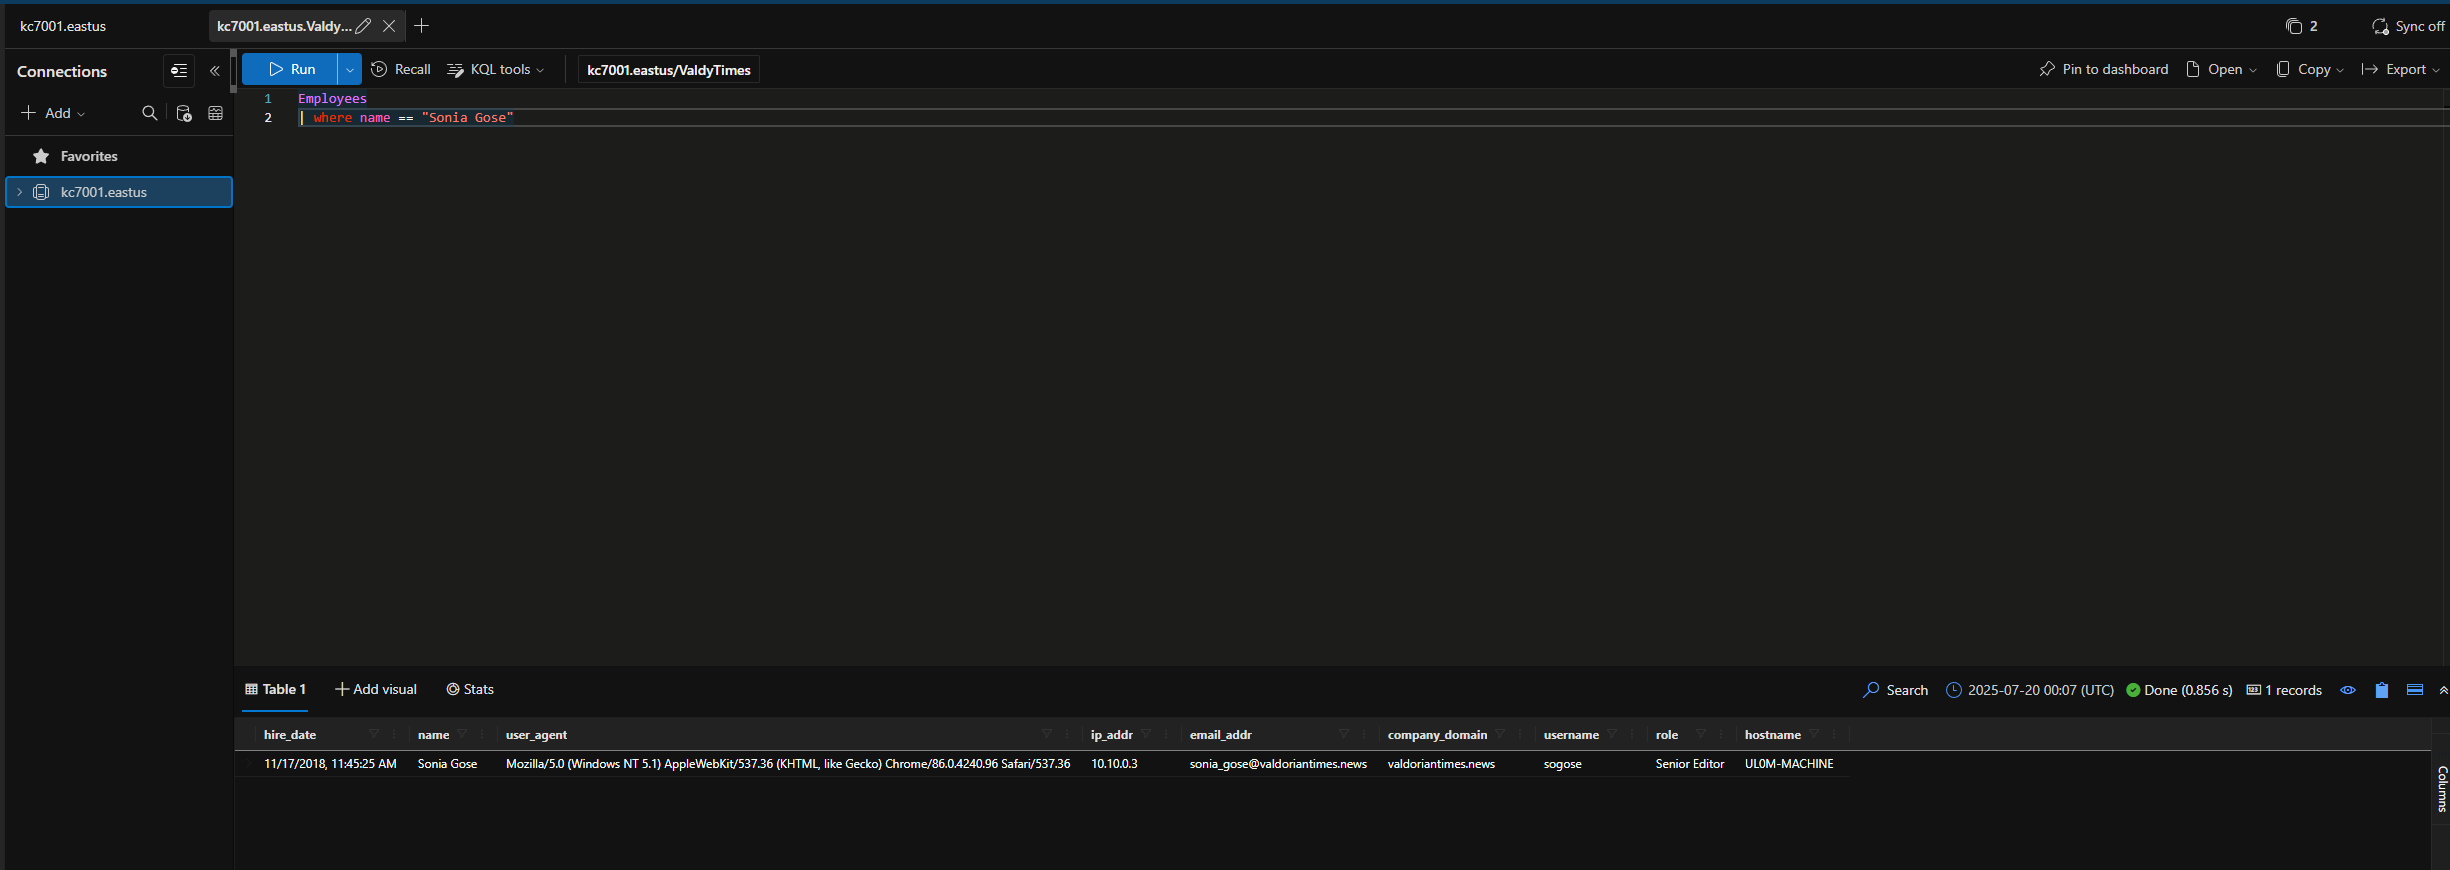 kc7001.eastus
kc7001.eastus.Valdy...
2
Sync off
Connections
Run
Recall
KQL tools
kc7001.eastus/ValdyTimes
Pin to dashboard
Open
Copy
Export
Add
Favorites
kc7001.eastus
1 Employees
2 | where name == "Sonia Gose"
Table 1
Add visual
Stats
Search
2025-07-20 00:07 (UTC)
Done (0.856 s)
1 records
hire_date name user_agent ip_addr email_addr company_domain username role hostname
11/17/2018, 11:45:25 AM Sonia Gose Mozilla/5.0 (Windows NT 5.1) AppleWebKit/537.36 (KHTML, like Gecko) Chrome/86.0.4240.96 Safari/537.36 10.10.0.3 sonia_gose@valdoriantimes.news valdoriantimes.news sogose Senior Editor UL0M-MACHINE
Columns